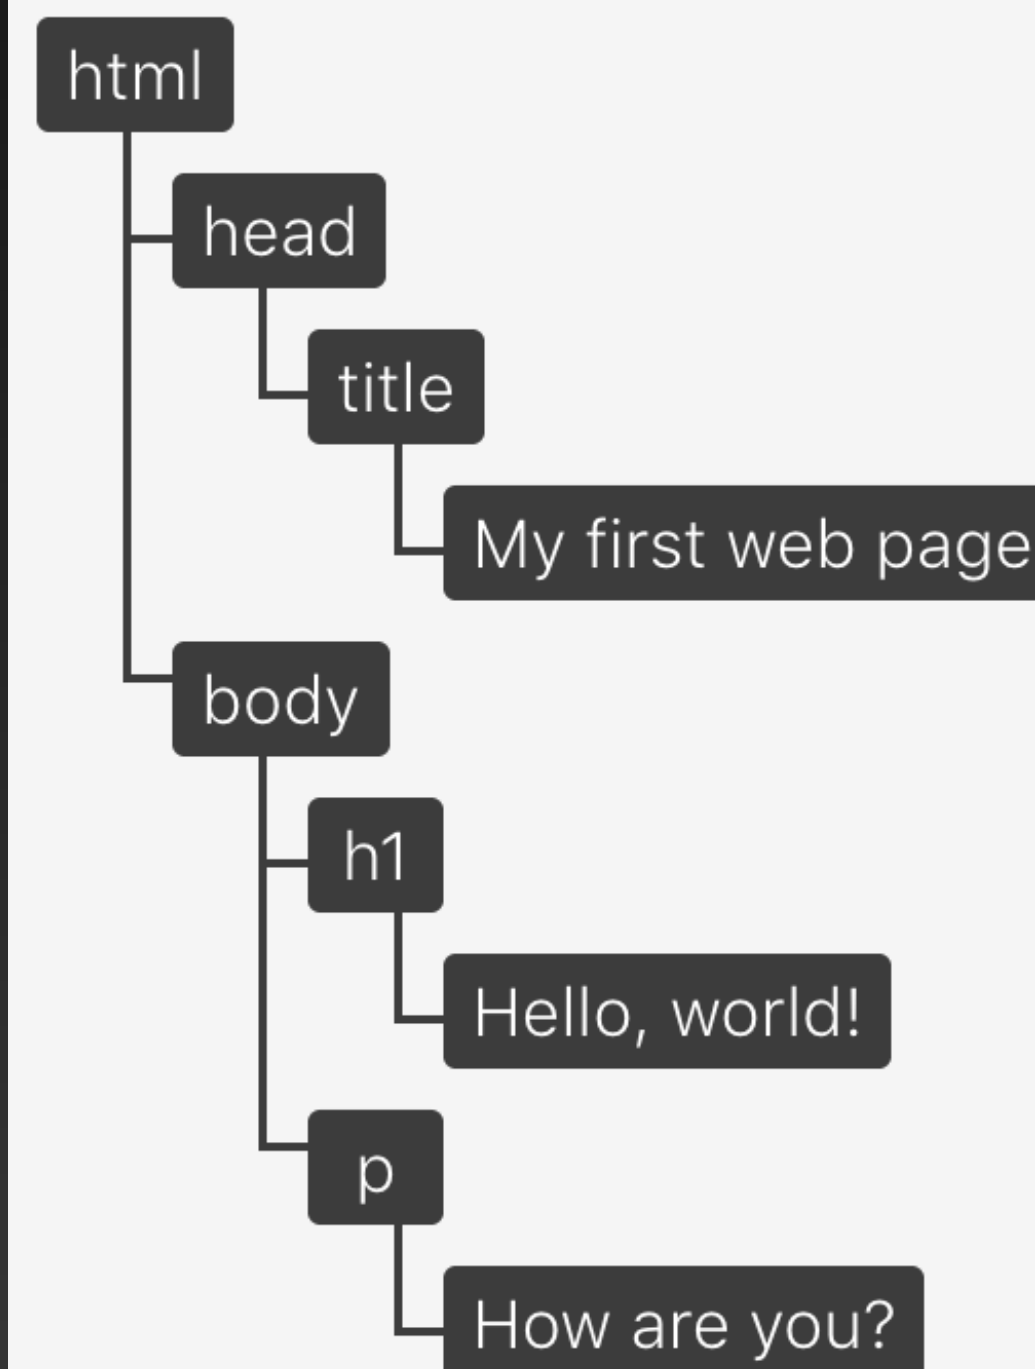 html
head
title
My first web page
body
h1
Hello, world!
p
How are you?